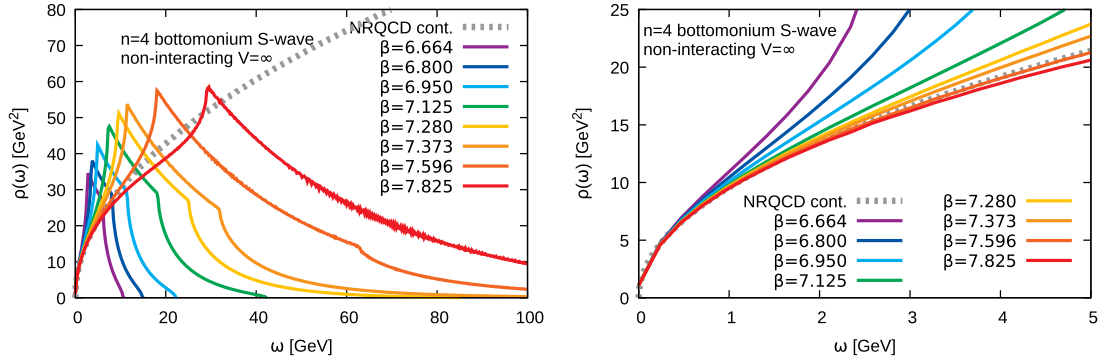 n=4 bottomonium S-wave
non-interacting V=∞
NRQCD cont.
β=6.664
β=6.800
β=6.950
β=7.125
β=7.280
β=7.373
β=7.596
β=7.825
80
70
60
50
40
30
20
10
0
ρ(ω) [GeV²]
0 20 40 60 80 100
ω [GeV]
n=4 bottomonium S-wave
non-interacting V=∞
NRQCD cont.
β=6.664
β=6.800
β=6.950
β=7.125
β=7.280
β=7.373
β=7.596
β=7.825
25
20
15
10
5
0
ρ(ω) [GeV²]
0 1 2 3 4 5
ω [GeV]